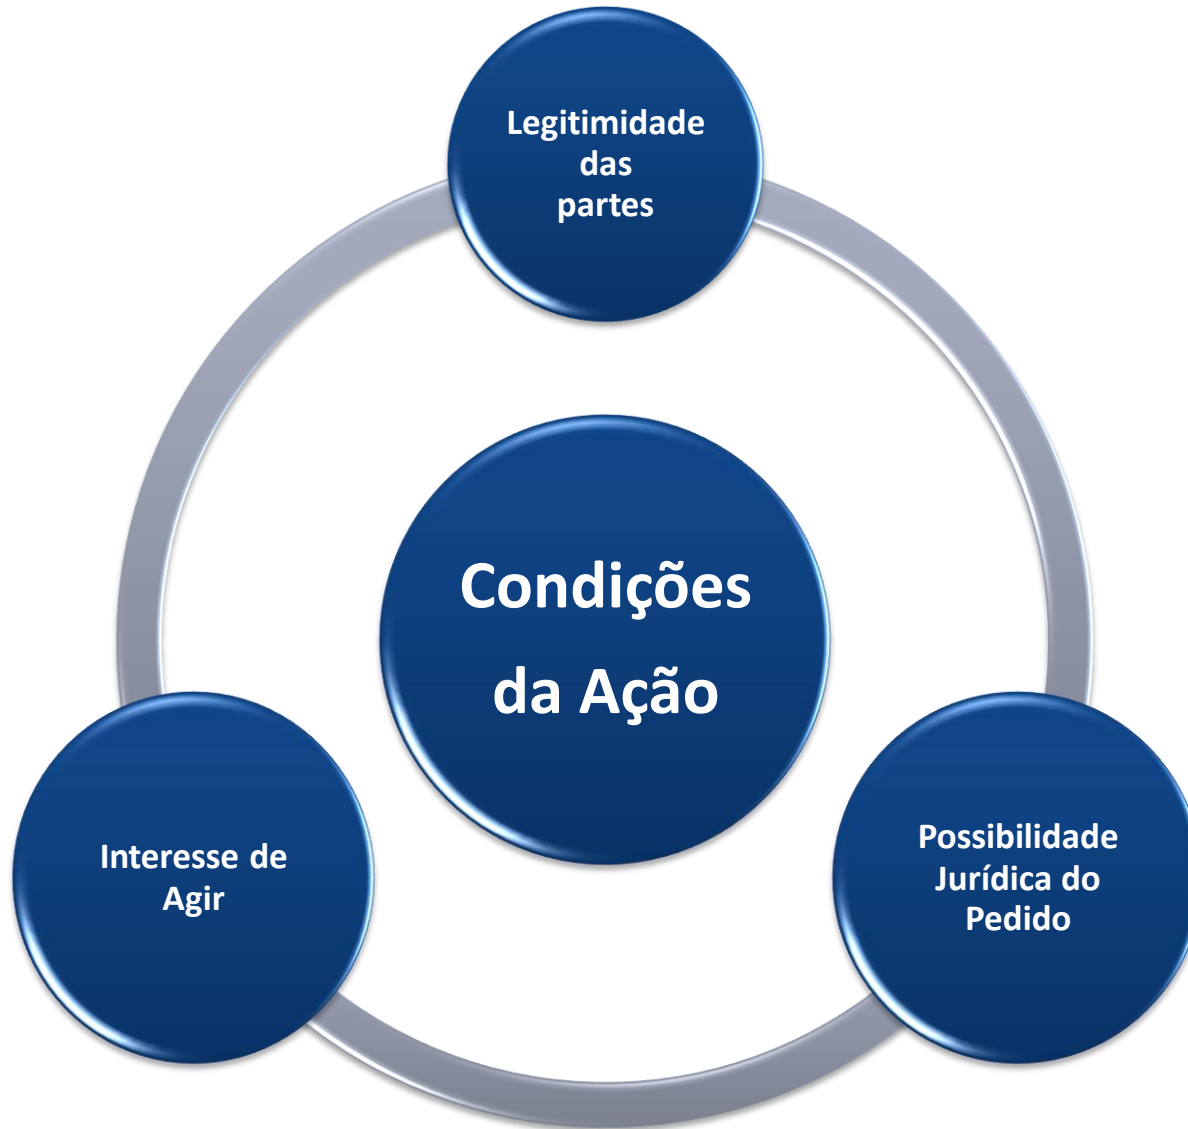 Legitimidade
das
partes
Condições
da Ação
Interesse de
Agir
Possibilidade
Jurídica do
Pedido